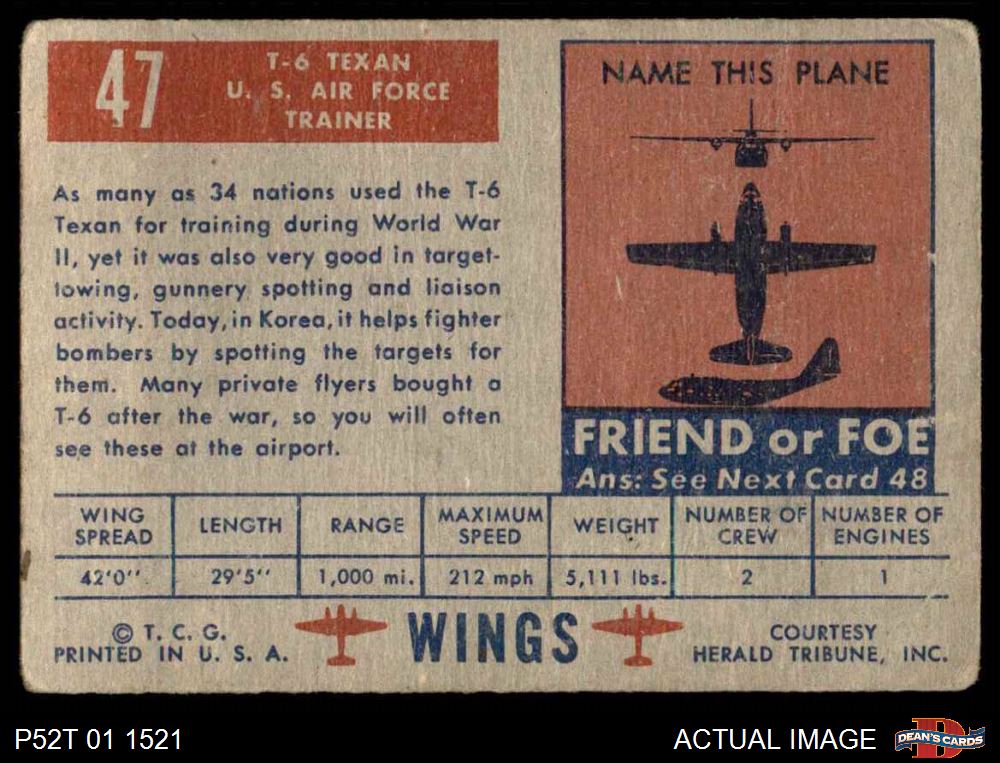 47
T-6 TEXAN
U. S. AIR FORCE
TRAINER
As many as 34 nations used the T-6
Texan for training during World War
II, yet it was also very good in target-
towing, gunnery spotting and liaison
activity. Today, in Korea, it helps fighter
bombers by spotting the targets for
them. Many private flyers bought a
T-6 after the war, so you will often
see these at the airport.
NAME THIS PLANE
FRIEND or FOE
Ans: See Next Card 48
WING SPREAD
LENGTH
RANGE
MAXIMUM SPEED
WEIGHT
NUMBER OF CREW
NUMBER OF ENGINES
42'0"
29'5"
1,000 mi.
212 mph
5,111 lbs.
2
1
© T. C. G.
PRINTED IN U. S. A.
WINGS
COURTESY
HERALD TRIBUNE, INC.
P52T 01 1521
ACTUAL IMAGE
DEAN'S CARDS